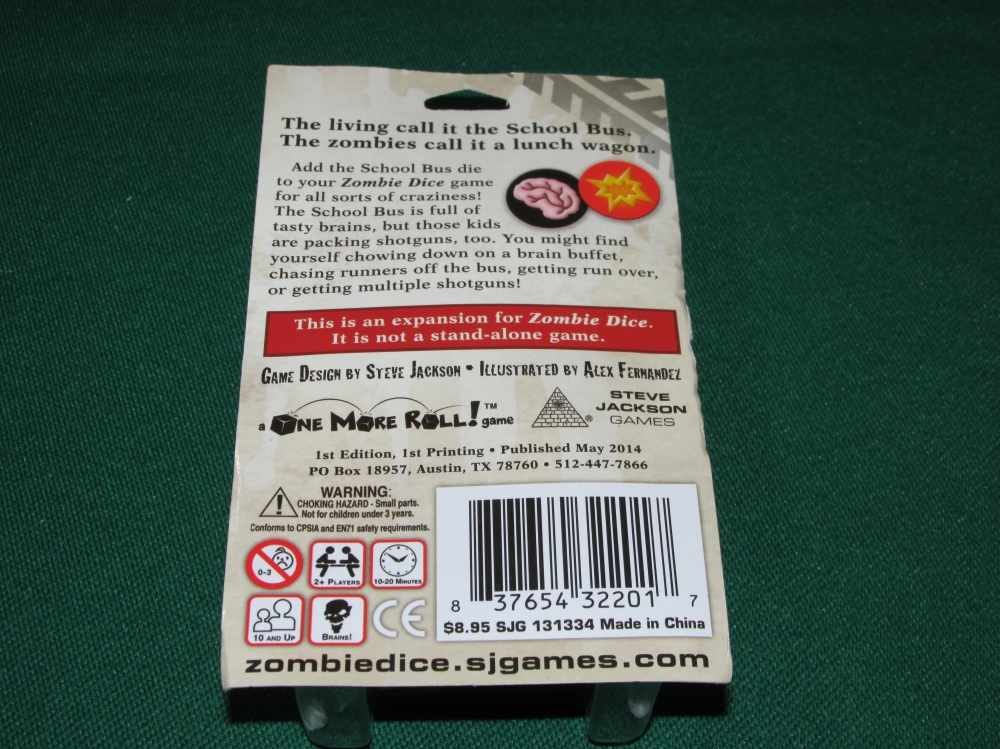 The living call it the School Bus.
The zombies call it a lunch wagon.
Add the School Bus die
to your Zombie Dice game
for all sorts of craziness!
The School Bus is full of
tasty brains, but those kids
are packing shotguns, too. You might find
yourself chowing down on a brain buffet,
chasing runners off the bus, getting run over,
or getting multiple shotguns!
This is an expansion for Zombie Dice.
It is not a stand-alone game.
Game Design by Steve Jackson • Illustrated by Alex Fernandez
a One More Roll!™ game
®
STEVE
JACKSON
GAMES
1st Edition, 1st Printing • Published May 2014
PO Box 18957, Austin, TX 78760 • 512-447-7866
WARNING:
CHOKING HAZARD - Small parts.
Not for children under 3 years.
Conforms to CPSIA and EN71 safety requirements.
0-3
2+ Players
10-20 Minutes
10 and Up
Brains!
CE
8 37654 32201 7
$8.95 SJG 131334 Made in China
zombiedice.sjgames.com